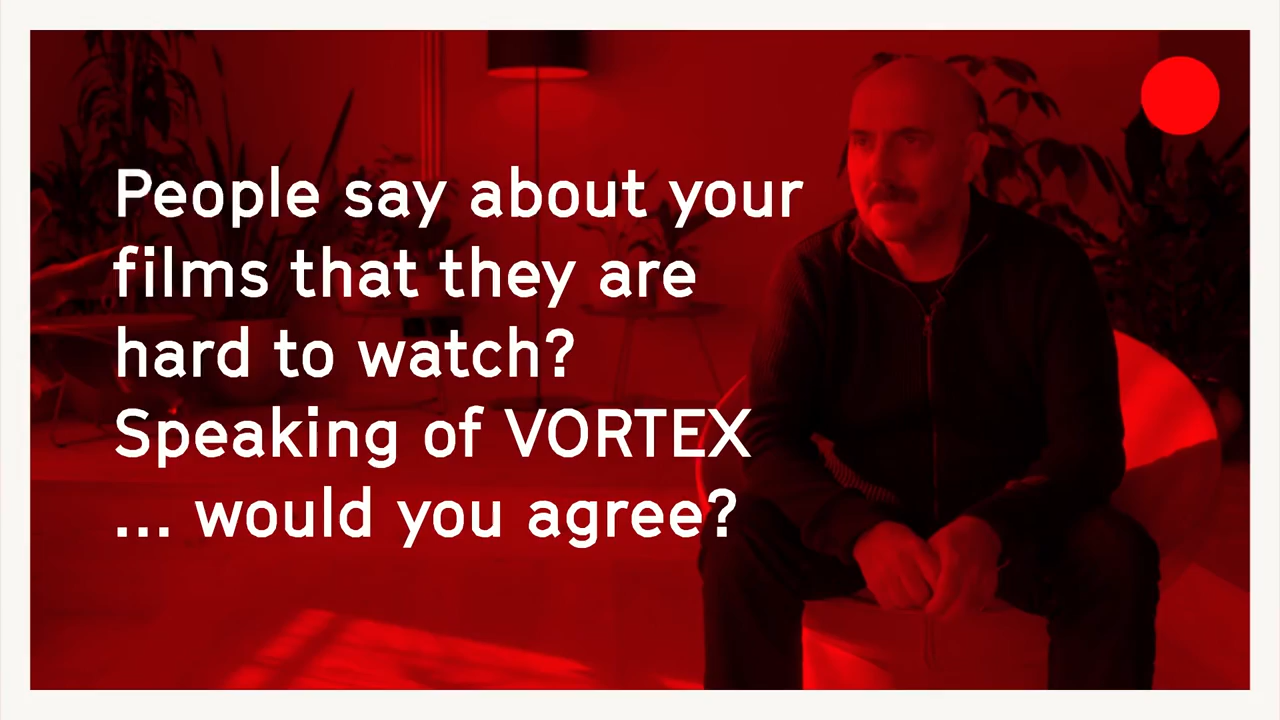 People say about your
films that they are
hard to watch?
Speaking of VORTEX
... would you agree?